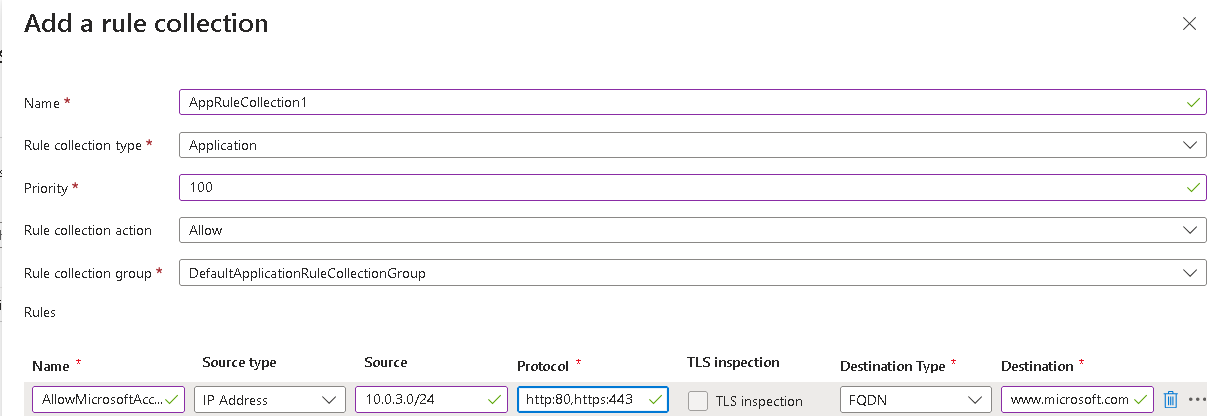 Add a rule collection
Name *
AppRuleCollection1
Rule collection type *
Application
Priority *
100
Rule collection action
Allow
Rule collection group *
DefaultApplicationRuleCollectionGroup
Rules
Name * Source type Source Protocol * TLS inspection Destination Type * Destination *
AllowMicrosoftAcc... IP Address 10.0.3.0/24 http:80,https:443 TLS inspection FQDN www.microsoft.com